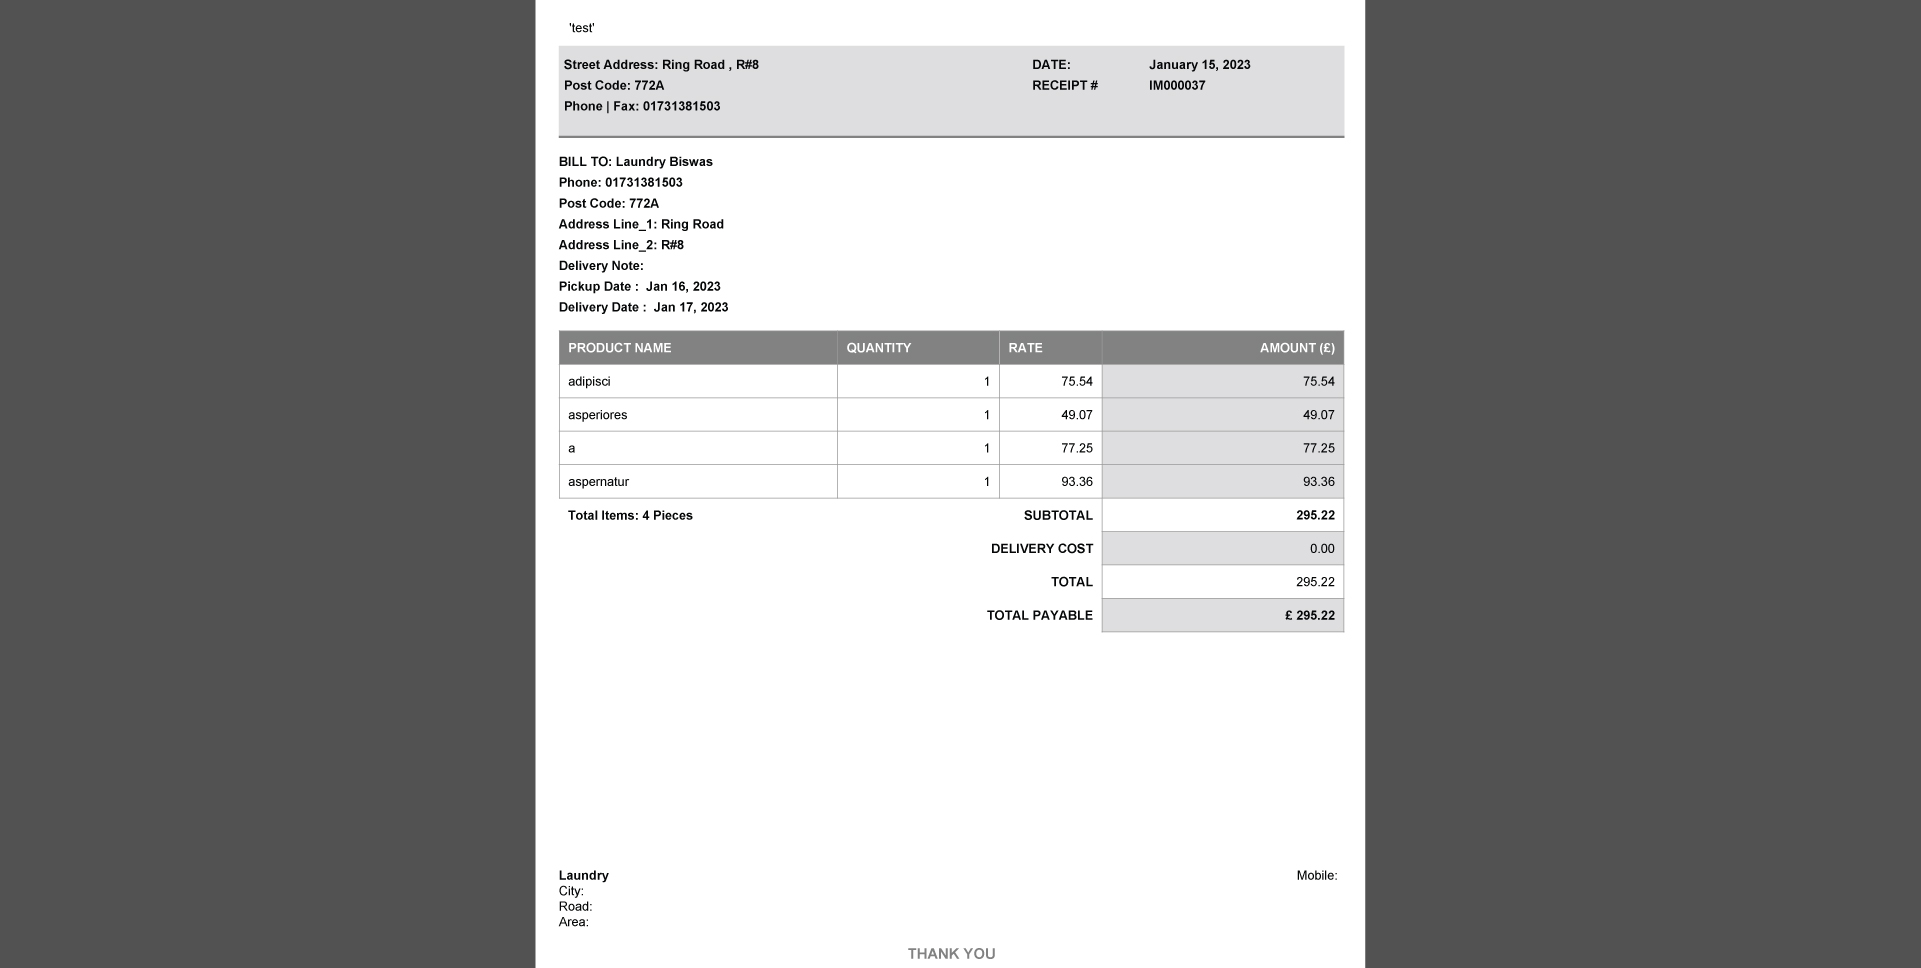 'test'
Street Address: Ring Road , R#8 DATE: January 15, 2023
Post Code: 772A RECEIPT # IM000037
Phone | Fax: 01731381503
BILL TO: Laundry Biswas
Phone: 01731381503
Post Code: 772A
Address Line_1: Ring Road
Address Line_2: R#8
Delivery Note:
Pickup Date : Jan 16, 2023
Delivery Date : Jan 17, 2023
PRODUCT NAME QUANTITY RATE AMOUNT (£)
adipisci 1 75.54 75.54
asperiores 1 49.07 49.07
a 1 77.25 77.25
aspernatur 1 93.36 93.36
Total Items: 4 Pieces SUBTOTAL 295.22
DELIVERY COST 0.00
TOTAL 295.22
TOTAL PAYABLE £ 295.22
Laundry Mobile:
City:
Road:
Area:
THANK YOU